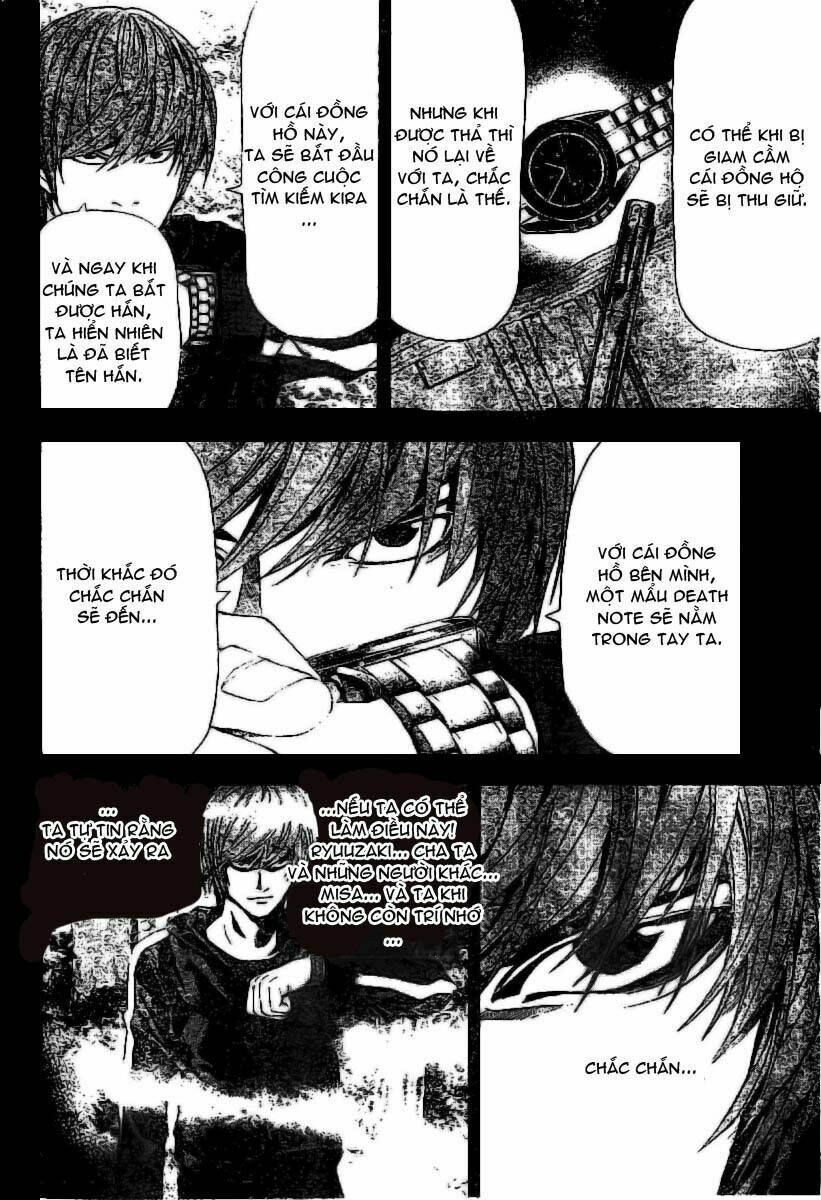 CÓ THỂ KHI BỊ
GIAM CẦM
CÁI ĐỒNG HỘ
SẼ BỊ THU GIỮ.
NHƯNG KHI
ĐƯỢC THẢ THÌ
NÓ LẠI VỀ
VỚI TA, CHẮC
CHẮN LÀ THẾ.
VỚI CÁI ĐỒNG
HỒ NÀY,
TA SẼ BẮT ĐẦU
CÔNG CUỘC
TÌM KIẾM KIRA
...
VÀ NGAY KHI
CHÚNG TA BẮT
ĐƯỢC HẮN,
TA HIỂN NHIÊN
LÀ ĐÃ BIẾT
TÊN HẮN.
VỚI CÁI ĐỒNG
HỒ BÊN MÌNH,
MỘT MẨU DEATH
NOTE SẼ NẰM
TRONG TAY TA.
THỜI KHẮC ĐÓ
CHẮC CHẮN
SẼ ĐẾN...
CHẮC CHẮN...
...NẾU TA CÓ THỂ
LÀM ĐIỀU NÀY!
RYUUZAKI... CHA TA
VÀ NHỮNG NGƯỜI KHÁC...
MISA... VÀ TA KHI
KHÔNG CÒN TRÍ NHỚ
...
...
TA TỰ TIN RẰNG
NÓ SẼ XẢY RA